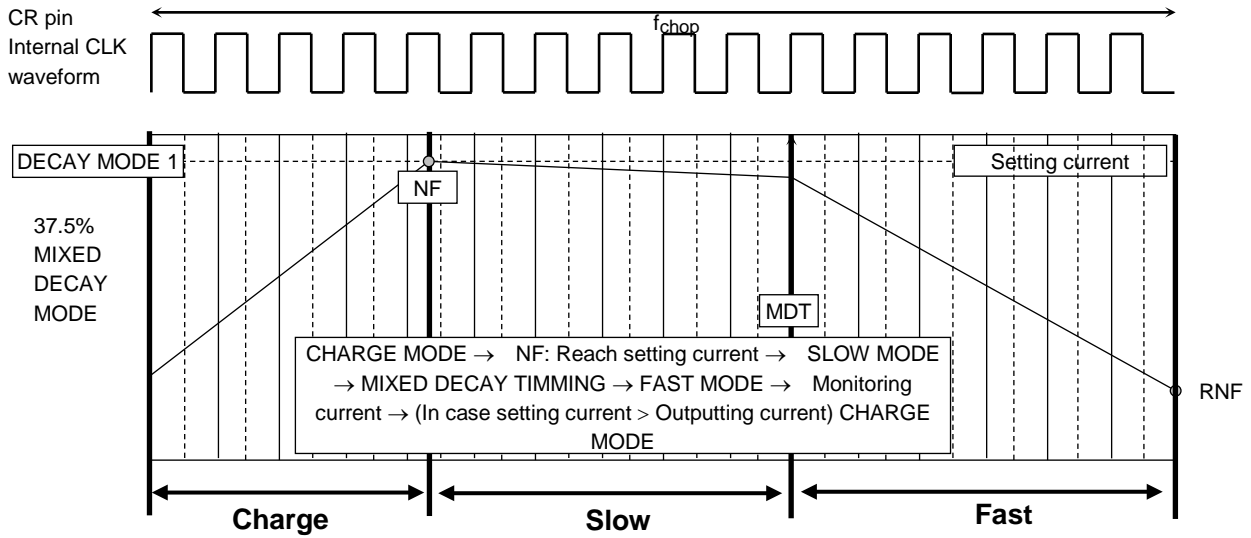 CR pin
Internal CLK
waveform
fchop
DECAY MODE 1
Setting current
NF
37.5%
MIXED
DECAY
MODE
MDT
CHARGE MODE → NF: Reach setting current → SLOW MODE
→ MIXED DECAY TIMMING → FAST MODE → Monitoring
current → (In case setting current > Outputting current) CHARGE
MODE
RNF
Charge
Slow
Fast